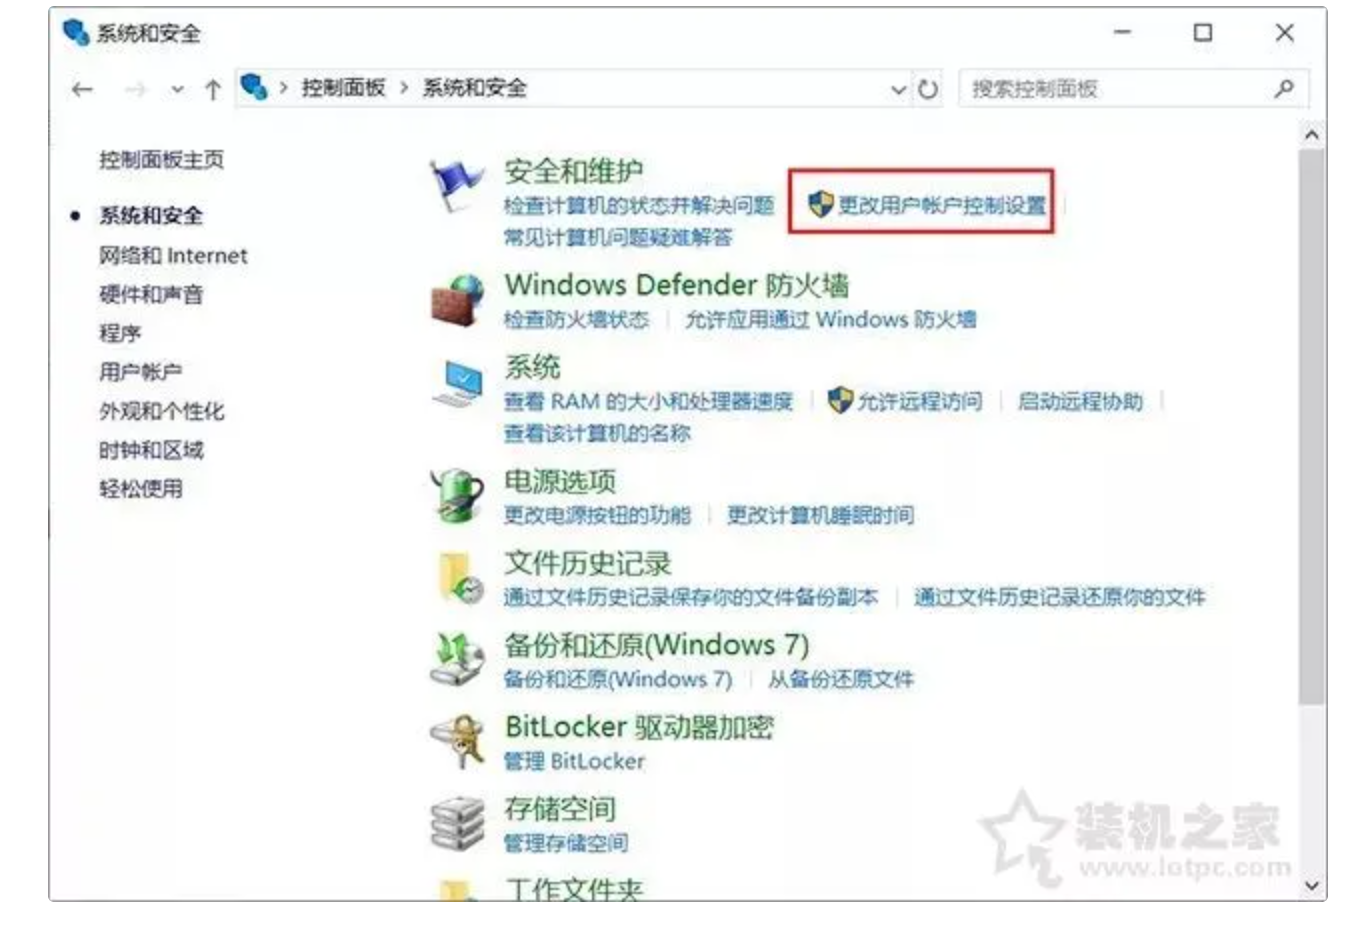 系统和安全
控制面板 系统和安全
搜索控制面板
控制面板主页
系统和安全
网络和 Internet
硬件和声音
程序
用户帐户
外观和个性化
时钟和区域
轻松使用
安全和维护
检查计算机的状态并解决问题 更改用户帐户控制设置
常见计算机问题疑难解答
Windows Defender 防火墙
检查防火墙状态 允许应用通过 Windows 防火墙
系统
查看 RAM 的大小和处理器速度 允许远程访问 启动远程协助
查看该计算机的名称
电源选项
更改电源按钮的功能 更改计算机睡眠时间
文件历史记录
通过文件历史记录保存你的文件备份副本 通过文件历史记录还原你的文件
备份和还原(Windows 7)
备份和还原(Windows 7) 从备份还原文件
BitLocker 驱动器加密
管理 BitLocker
存储空间
管理存储空间
工作文件夹
装机之家
www.lotpc.com